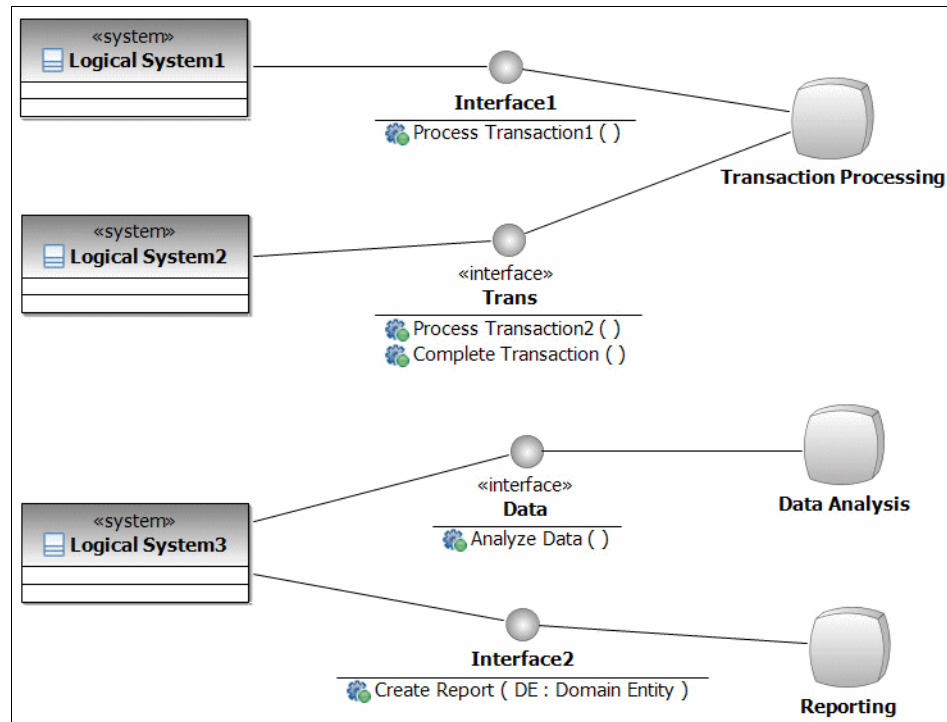 «system»
Logical System1
Interface1
Process Transaction1 ( )
Transaction Processing
«system»
Logical System2
«interface»
Trans
Process Transaction2 ( )
Complete Transaction ( )
«interface»
Data
Analyze Data ( )
Data Analysis
«system»
Logical System3
Interface2
Create Report ( DE : Domain Entity )
Reporting